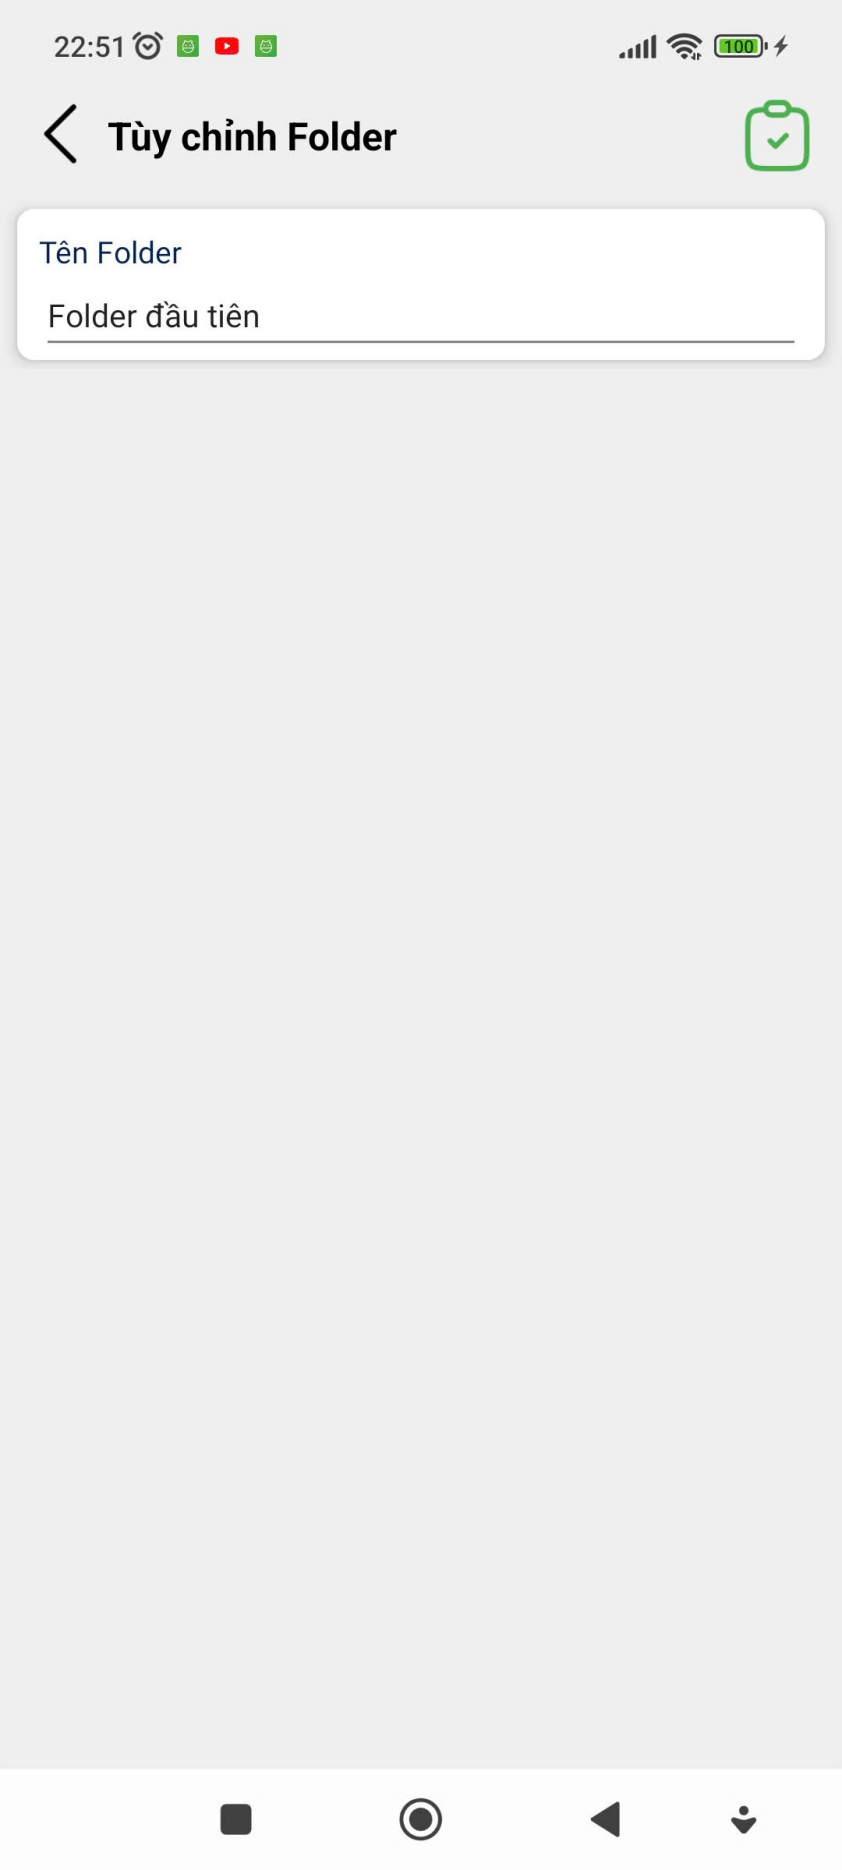 22:51
100
Tùy chỉnh Folder
Tên Folder
Folder đầu tiên